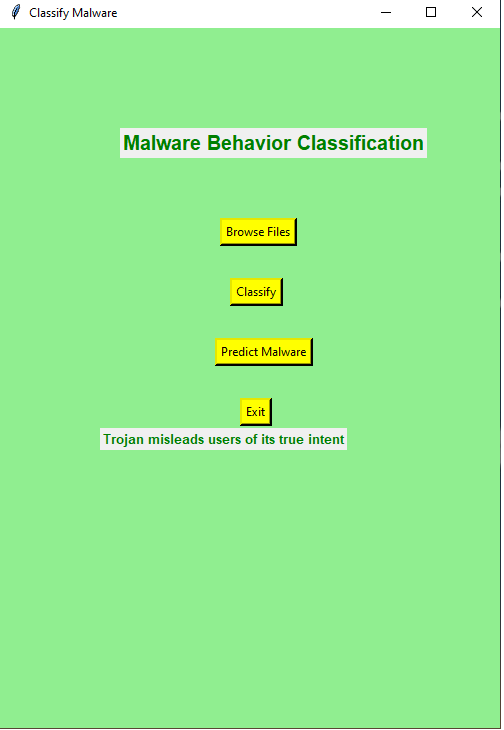 Classify Malware
Malware Behavior Classification
Browse Files
Classify
Predict Malware
Exit
Trojan misleads users of its true intent